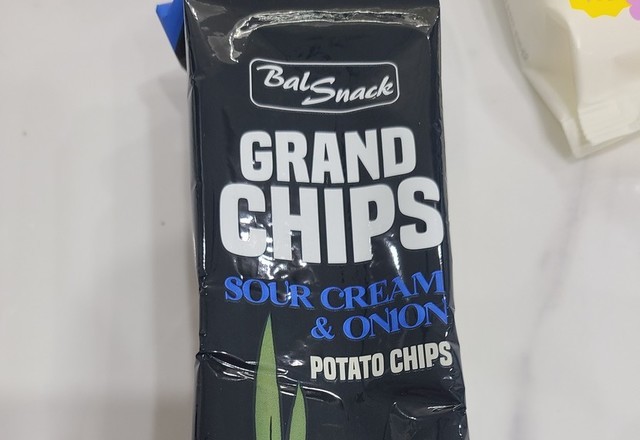 Bal Snack
GRAND
CHIPS
SOUR CREAM
& ONION
POTATO CHIPS